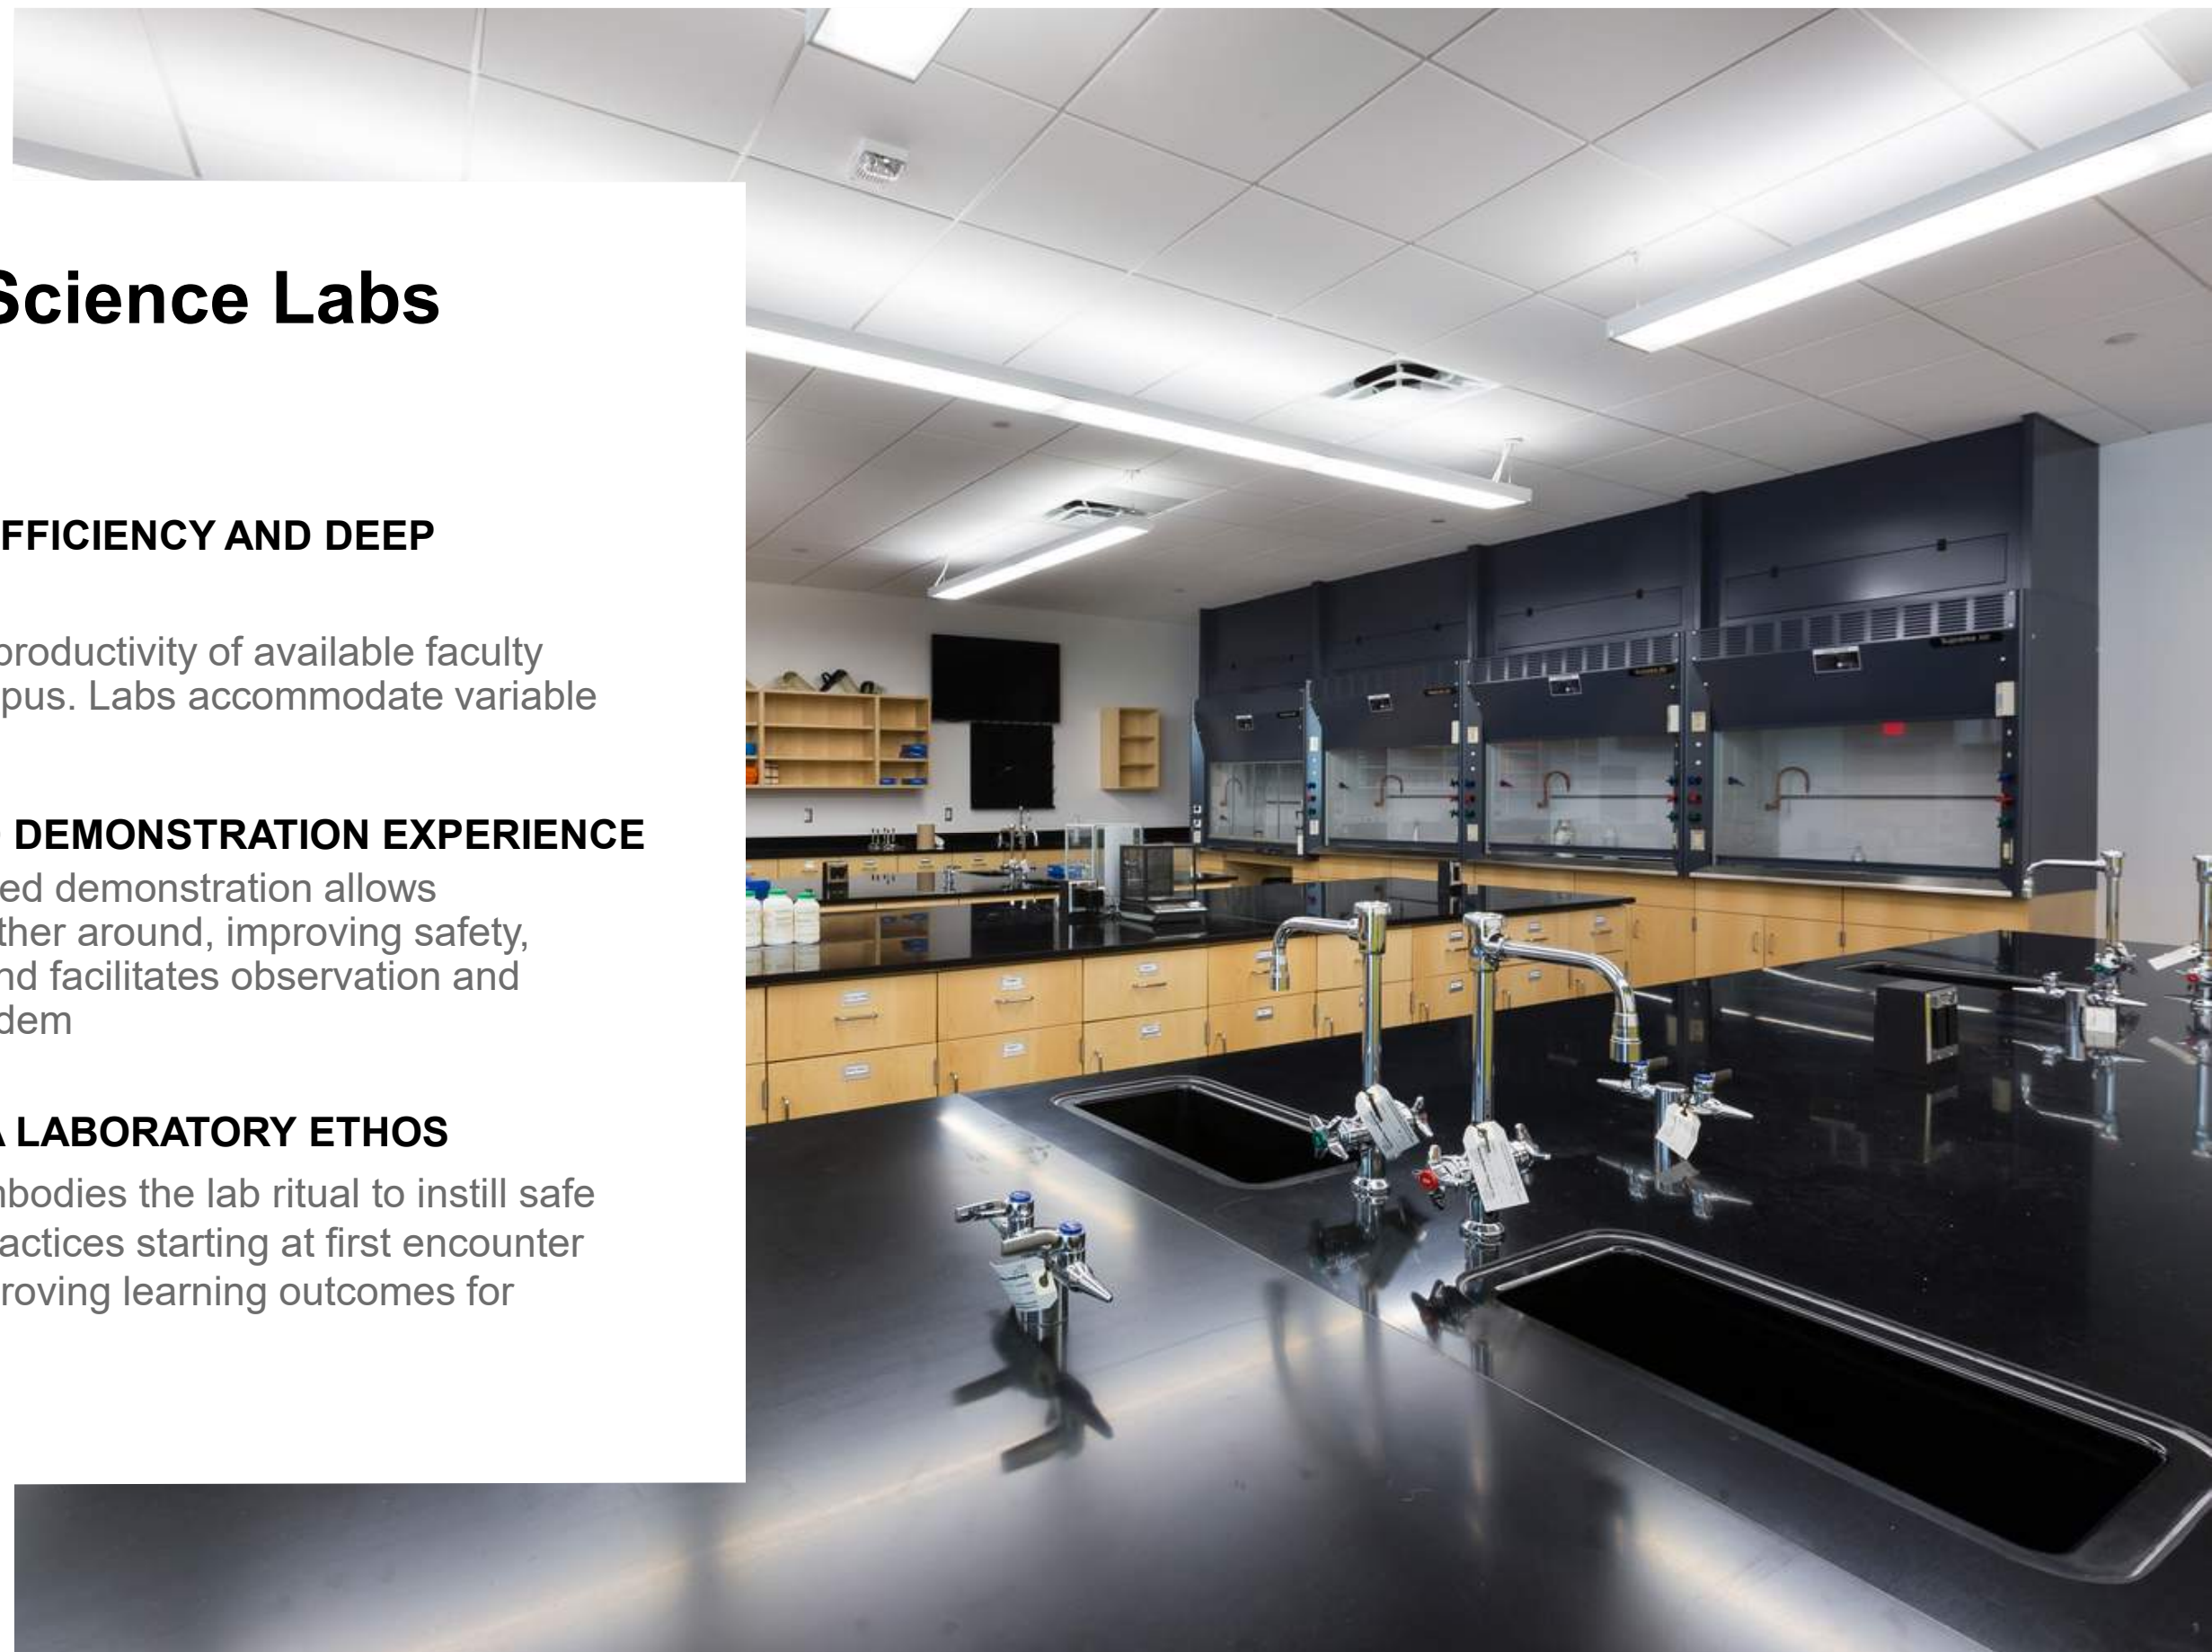 Science Labs
FFICIENCY AND DEEP
productivity of available faculty
pus. Labs accommodate variable
DEMONSTRATION EXPERIENCE
ed demonstration allows
ther around, improving safety,
nd facilitates observation and
dem
A LABORATORY ETHOS
nbodies the lab ritual to instill safe
actices starting at first encounter
roving learning outcomes for